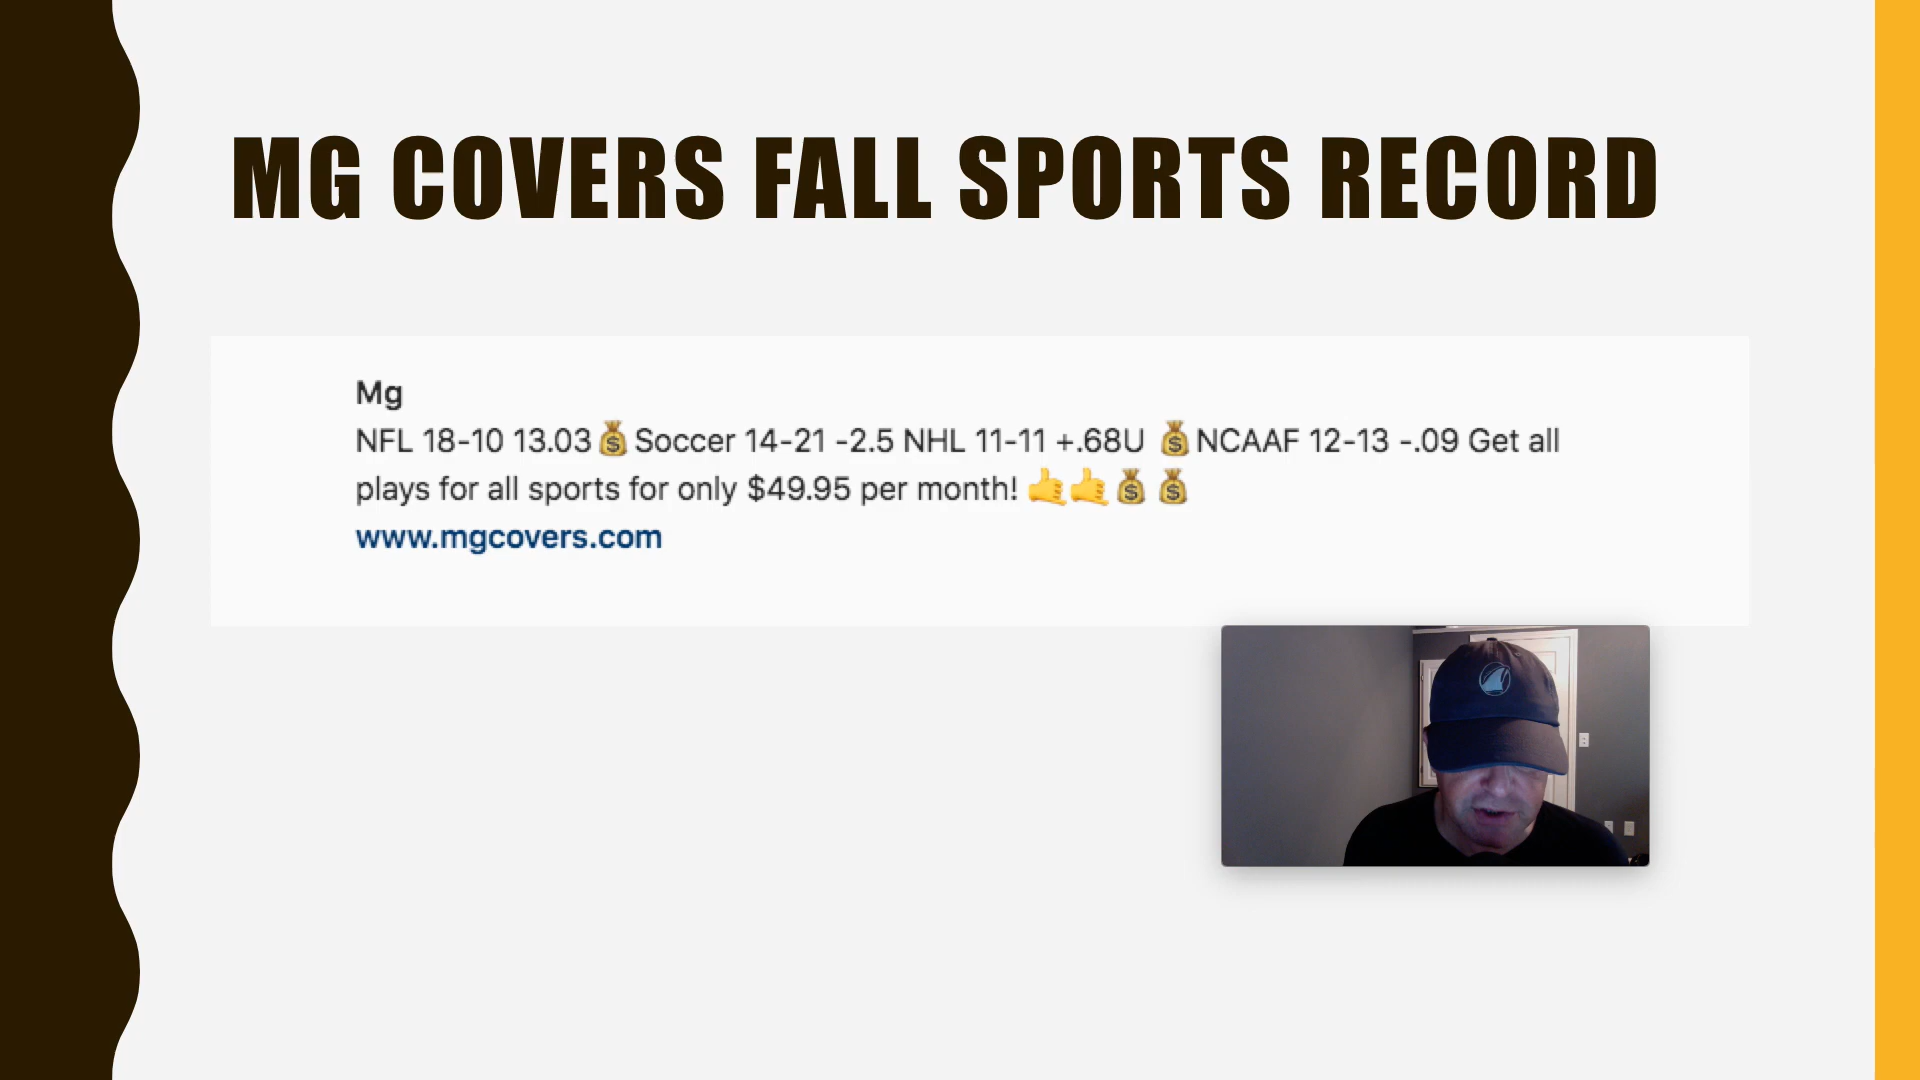 MG COVERS FALL SPORTS RECORD
Mg
NFL 18-10 13.03💰Soccer 14-21 -2.5 NHL 11-11 +.68U 💰NCAAF 12-13 -.09 Get all
plays for all sports for only $49.95 per month! 🤙🤙💰💰
www.mgcovers.com